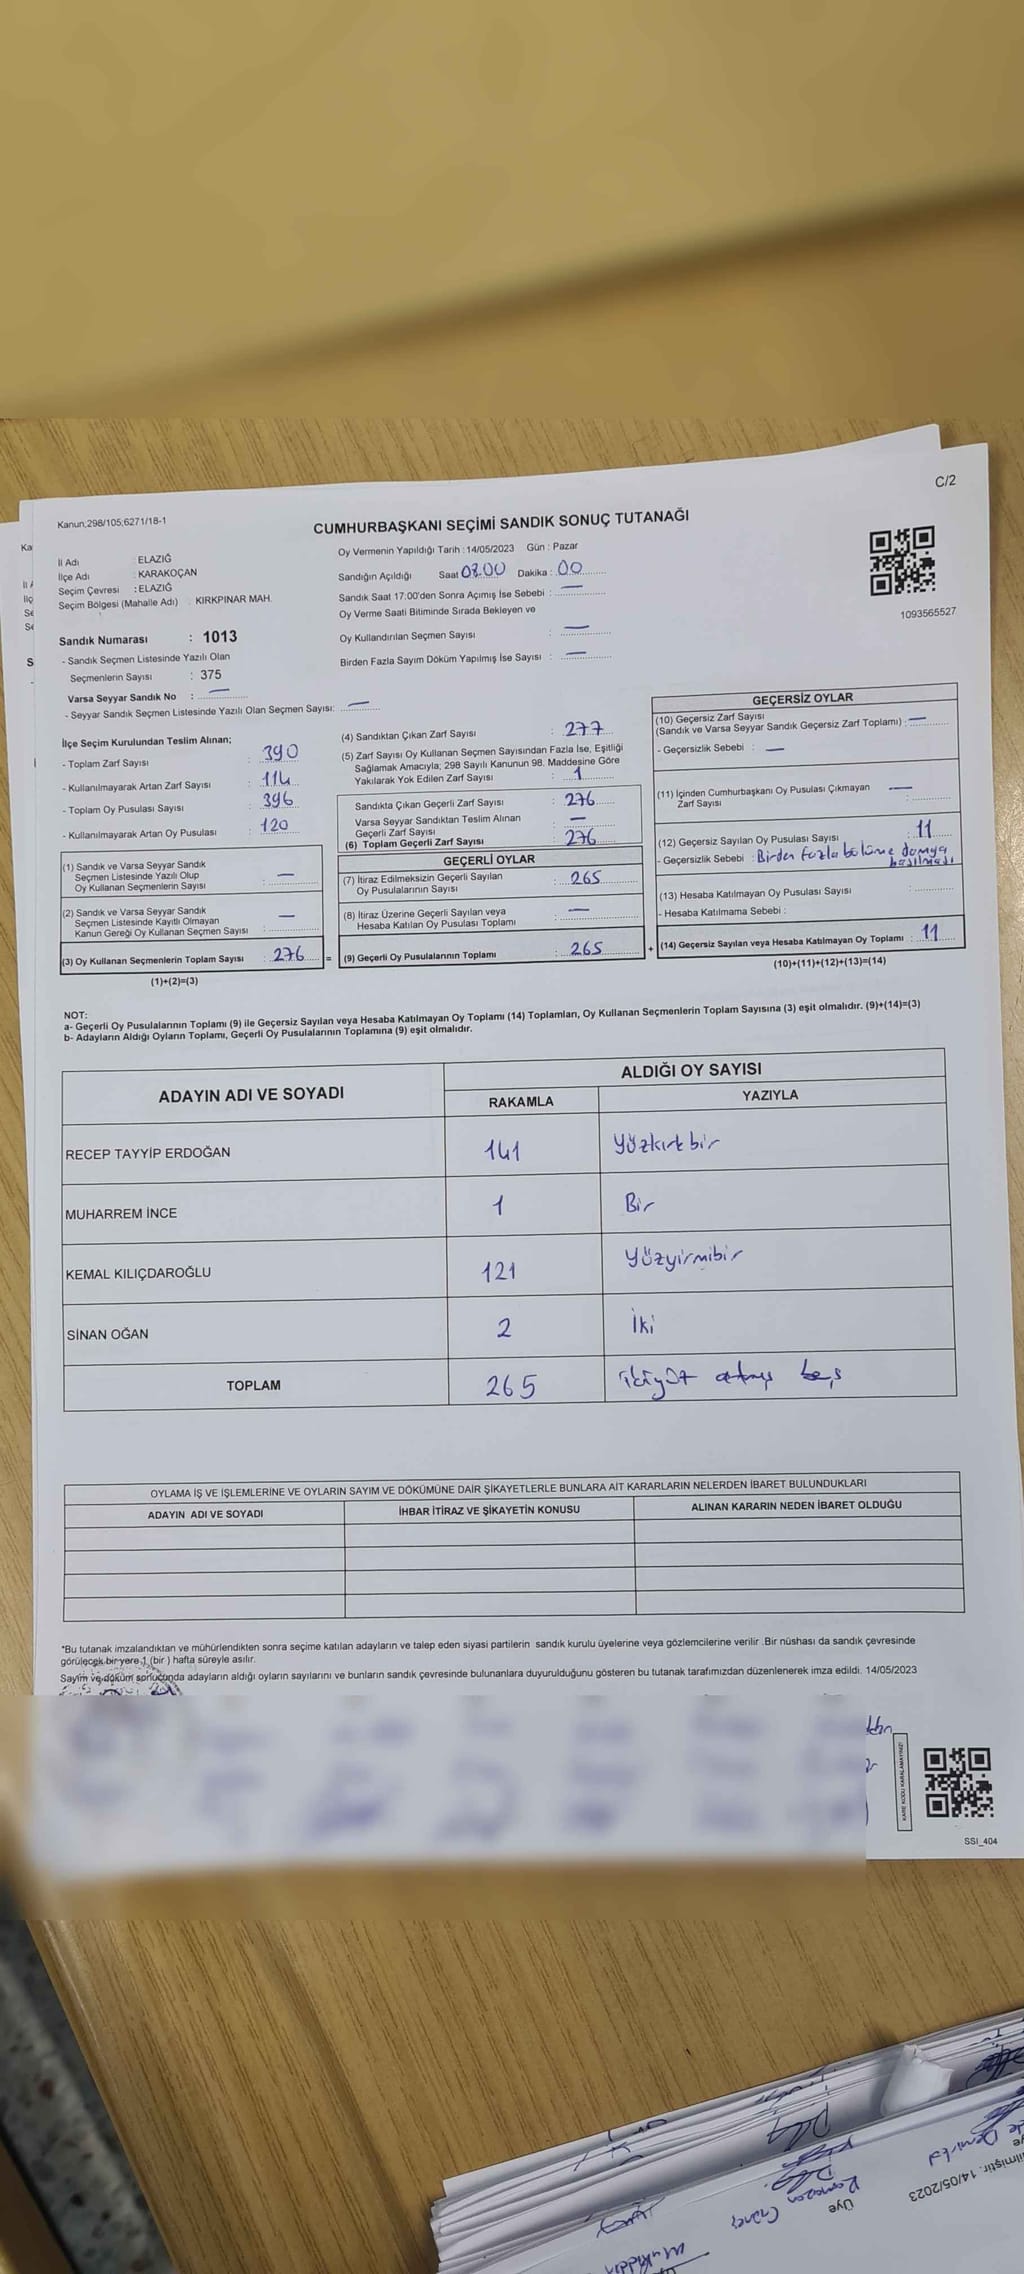 C/2
Kanun;298/105;6271/18-1
CUMHURBAŞKANI SEÇİMİ SANDIK SONUÇ TUTANAĞI
İl Adı : ELAZIĞ
İlçe Adı : KARAKOÇAN
Seçim Çevresi : ELAZIĞ
Seçim Bölgesi (Mahalle Adı) KIRKPINAR MAH.
Sandık Numarası : 1013
- Sandık Seçmen Listesinde Yazılı Olan
Seçmenlerin Sayısı : 375
Varsa Seyyar Sandık No : —
- Seyyar Sandık Seçmen Listesinde Yazılı Olan Seçmen Sayısı: —
Oy Vermenin Yapıldığı Tarih : 14/05/2023 Gün : Pazar
Sandığın Açıldığı Saat 08.00 Dakika : 00
Sandık Saat 17:00'den Sonra Açımış İse Sebebi : —
Oy Verme Saati Bitiminde Sırada Bekleyen ve
Oy Kullandırılan Seçmen Sayısı : —
Birden Fazla Sayım Döküm Yapılmış İse Sayısı : —
1093565527
İlçe Seçim Kurulundan Teslim Alınan;
- Toplam Zarf Sayısı : 390
- Kullanılmayarak Artan Zarf Sayısı : 114
- Toplam Oy Pusulası Sayısı : 396
- Kullanılmayarak Artan Oy Pusulası : 120
(1) Sandık ve Varsa Seyyar Sandık
Seçmen Listesinde Yazılı Olup
Oy Kullanan Seçmenlerin Sayısı : —
(2) Sandık ve Varsa Seyyar Sandık
Seçmen Listesinde Kayıtlı Olmayan
Kanun Gereği Oy Kullanan Seçmen Sayısı : —
(3) Oy Kullanan Seçmenlerin Toplam Sayısı : 276 =
(1)+(2)=(3)
(4) Sandıktan Çıkan Zarf Sayısı : 277
(5) Zarf Sayısı Oy Kullanan Seçmen Sayısından Fazla İse, Eşitliği
Sağlamak Amacıyla; 298 Sayılı Kanunun 98. Maddesine Göre
Yakılarak Yok Edilen Zarf Sayısı : 1
Sandıkta Çıkan Geçerli Zarf Sayısı : 276
Varsa Seyyar Sandıktan Teslim Alınan
Geçerli Zarf Sayısı : —
(6) Toplam Geçerli Zarf Sayısı : 276
GEÇERLİ OYLAR
(7) İtiraz Edilmeksizin Geçerli Sayılan
Oy Pusulalarının Sayısı : 265
(8) İtiraz Üzerine Geçerli Sayılan veya
Hesaba Katılan Oy Pusulası Toplamı : —
(9) Geçerli Oy Pusulalarının Toplamı : 265 +
GEÇERSİZ OYLAR
(10) Geçersiz Zarf Sayısı
(Sandık ve Varsa Seyyar Sandık Geçersiz Zarf Toplamı) : —
- Geçersizlik Sebebi : —
(11) İçinden Cumhurbaşkanı Oy Pusulası Çıkmayan
Zarf Sayısı : —
(12) Geçersiz Sayılan Oy Pusulası Sayısı : 11
- Geçersizlik Sebebi : Birden fazla bölüme damga
basılması
(13) Hesaba Katılmayan Oy Pusulası Sayısı :
- Hesaba Katılmama Sebebi :
(14) Geçersiz Sayılan veya Hesaba Katılmayan Oy Toplamı : 11
(10)+(11)+(12)+(13)=(14)
NOT:
a- Geçerli Oy Pusulalarının Toplamı (9) ile Geçersiz Sayılan veya Hesaba Katılmayan Oy Toplamı (14) Toplamları, Oy Kullanan Seçmenlerin Toplam Sayısına (3) eşit olmalıdır. (9)+(14)=(3)
b- Adayların Aldığı Oyların Toplamı, Geçerli Oy Pusulalarının Toplamına (9) eşit olmalıdır.
ADAYIN ADI VE SOYADI ALDIĞI OY SAYISI
RAKAMLA YAZIYLA
RECEP TAYYİP ERDOĞAN 141 Yüzkırkbir
MUHARREM İNCE 1 Bir
KEMAL KILIÇDAROĞLU 121 Yüzyirmibir
SİNAN OĞAN 2 İki
TOPLAM 265 ikiyüz atmış beş
OYLAMA İŞ VE İŞLEMLERİNE VE OYLARIN SAYIM VE DÖKÜMÜNE DAİR ŞİKAYETLERLE BUNLARA AİT KARARLARIN NELERDEN İBARET BULUNDUKLARI
ADAYIN ADI VE SOYADI İHBAR İTİRAZ VE ŞİKAYETİN KONUSU ALINAN KARARIN NEDEN İBARET OLDUĞU
*Bu tutanak imzalandıktan ve mühürlendikten sonra seçime katılan adayların ve talep eden siyasi partilerin sandık kurulu üyelerine veya gözlemcilerine verilir .Bir nüshası da sandık çevresinde
görülecek bir yere 1 (bir ) hafta süreyle asılır.
Sayım ve döküm sonucunda adayların aldığı oyların sayılarını ve bunların sandık çevresinde bulunanlara duyurulduğunu gösteren bu tutanak tarafımızdan düzenlenerek imza edildi. 14/05/2023
KARE KODU KARALAMAYINIZ!
SSI_404
ilmiştir. 14/05/2023
Üye